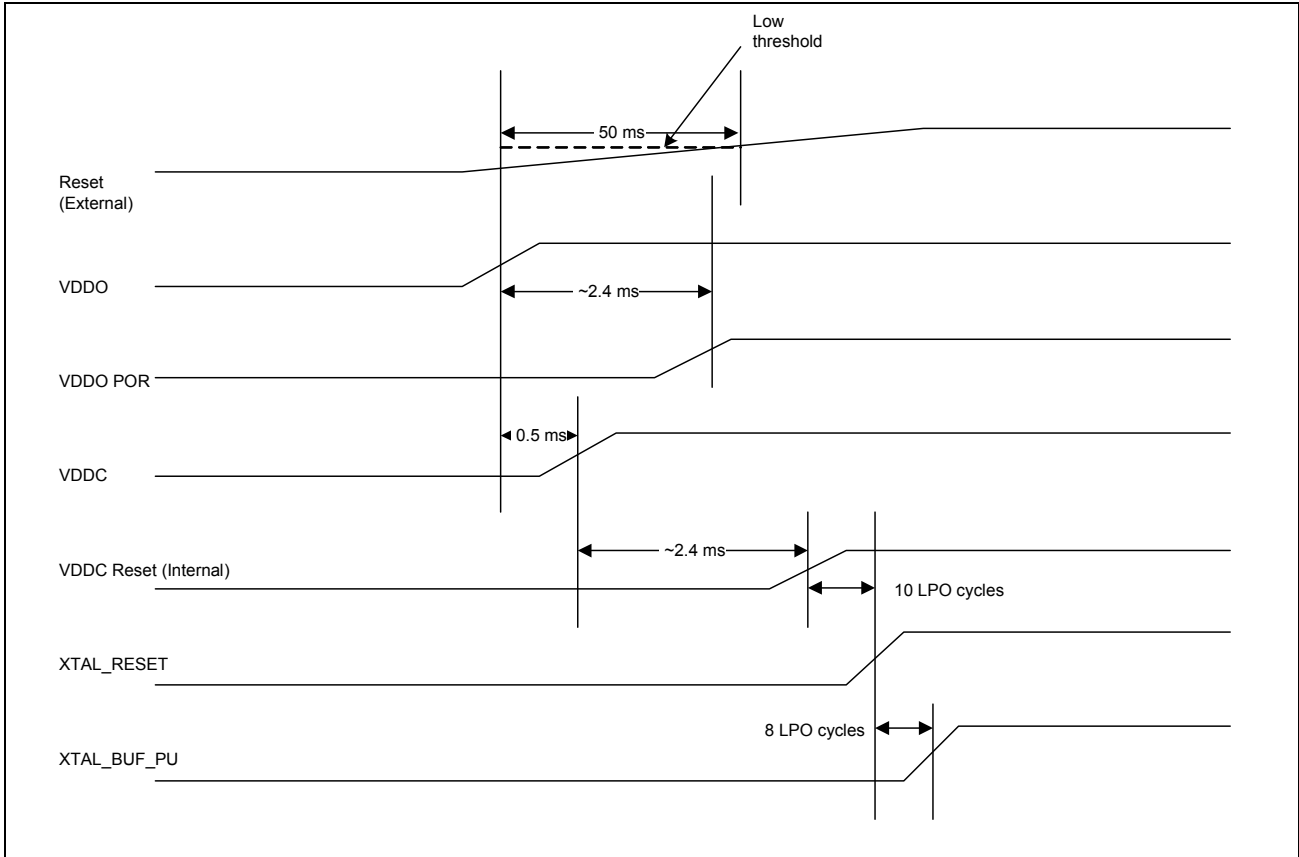 Low
threshold
50 ms
Reset
(External)
VDDO
~2.4 ms
VDDO POR
0.5 ms
VDDC
~2.4 ms
VDDC Reset (Internal)
10 LPO cycles
XTAL_RESET
8 LPO cycles
XTAL_BUF_PU